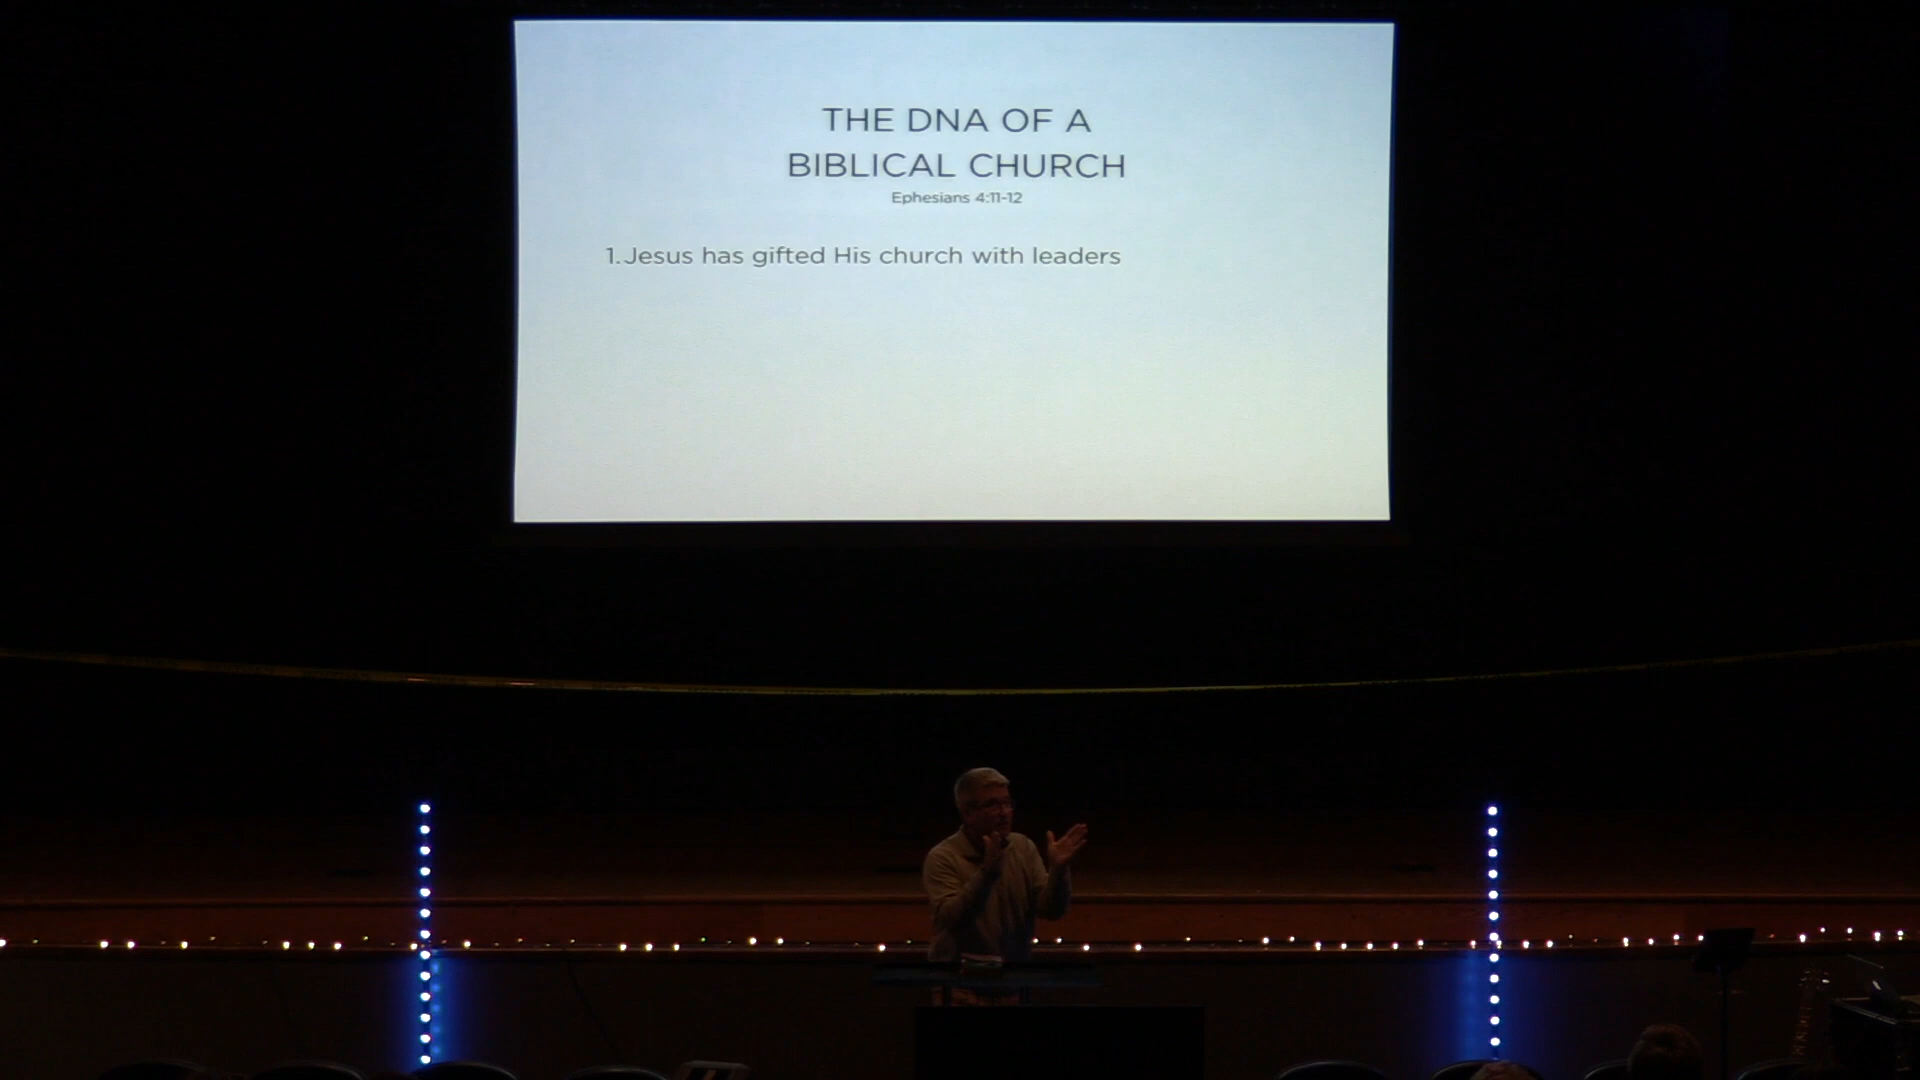 THE DNA OF A
BIBLICAL CHURCH
Ephesians 4:11-12
1. Jesus has gifted His church with leaders